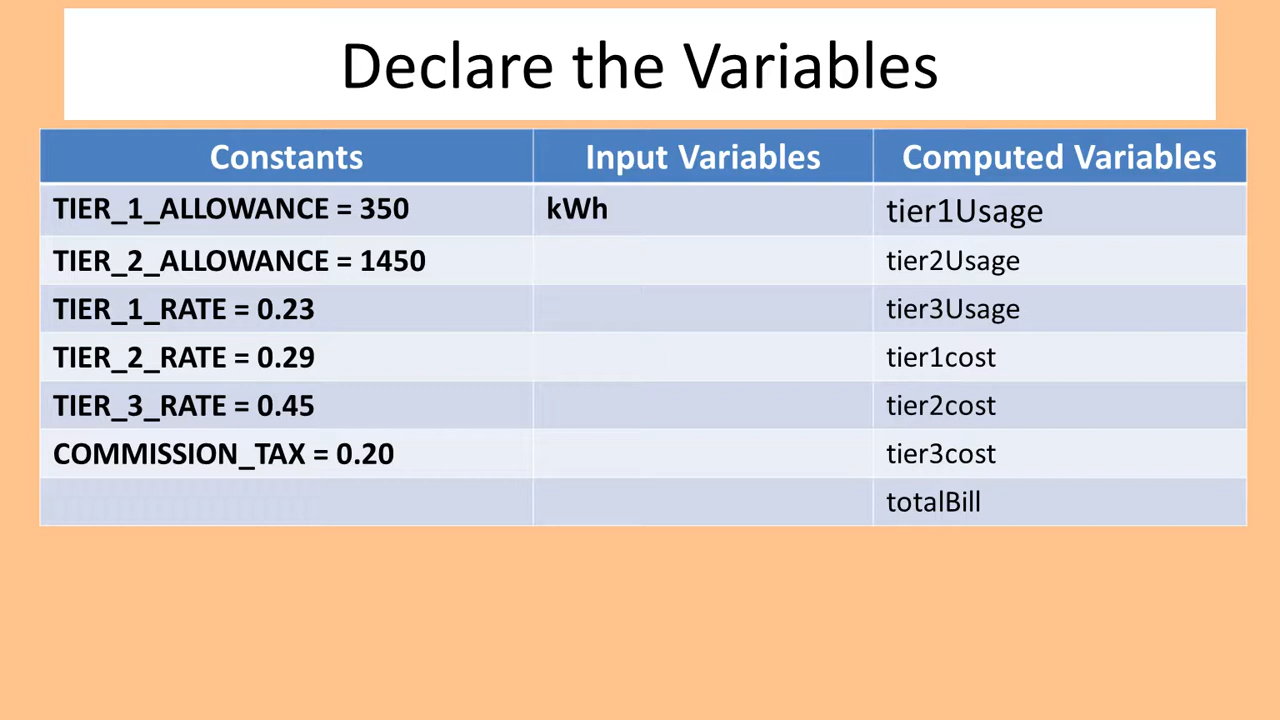 Declare the Variables
Constants Input Variables Computed Variables
TIER_1_ALLOWANCE = 350 kWh tier1Usage
TIER_2_ALLOWANCE = 1450 tier2Usage
TIER_1_RATE = 0.23 tier3Usage
TIER_2_RATE = 0.29 tier1cost
TIER_3_RATE = 0.45 tier2cost
COMMISSION_TAX = 0.20 tier3cost
totalBill